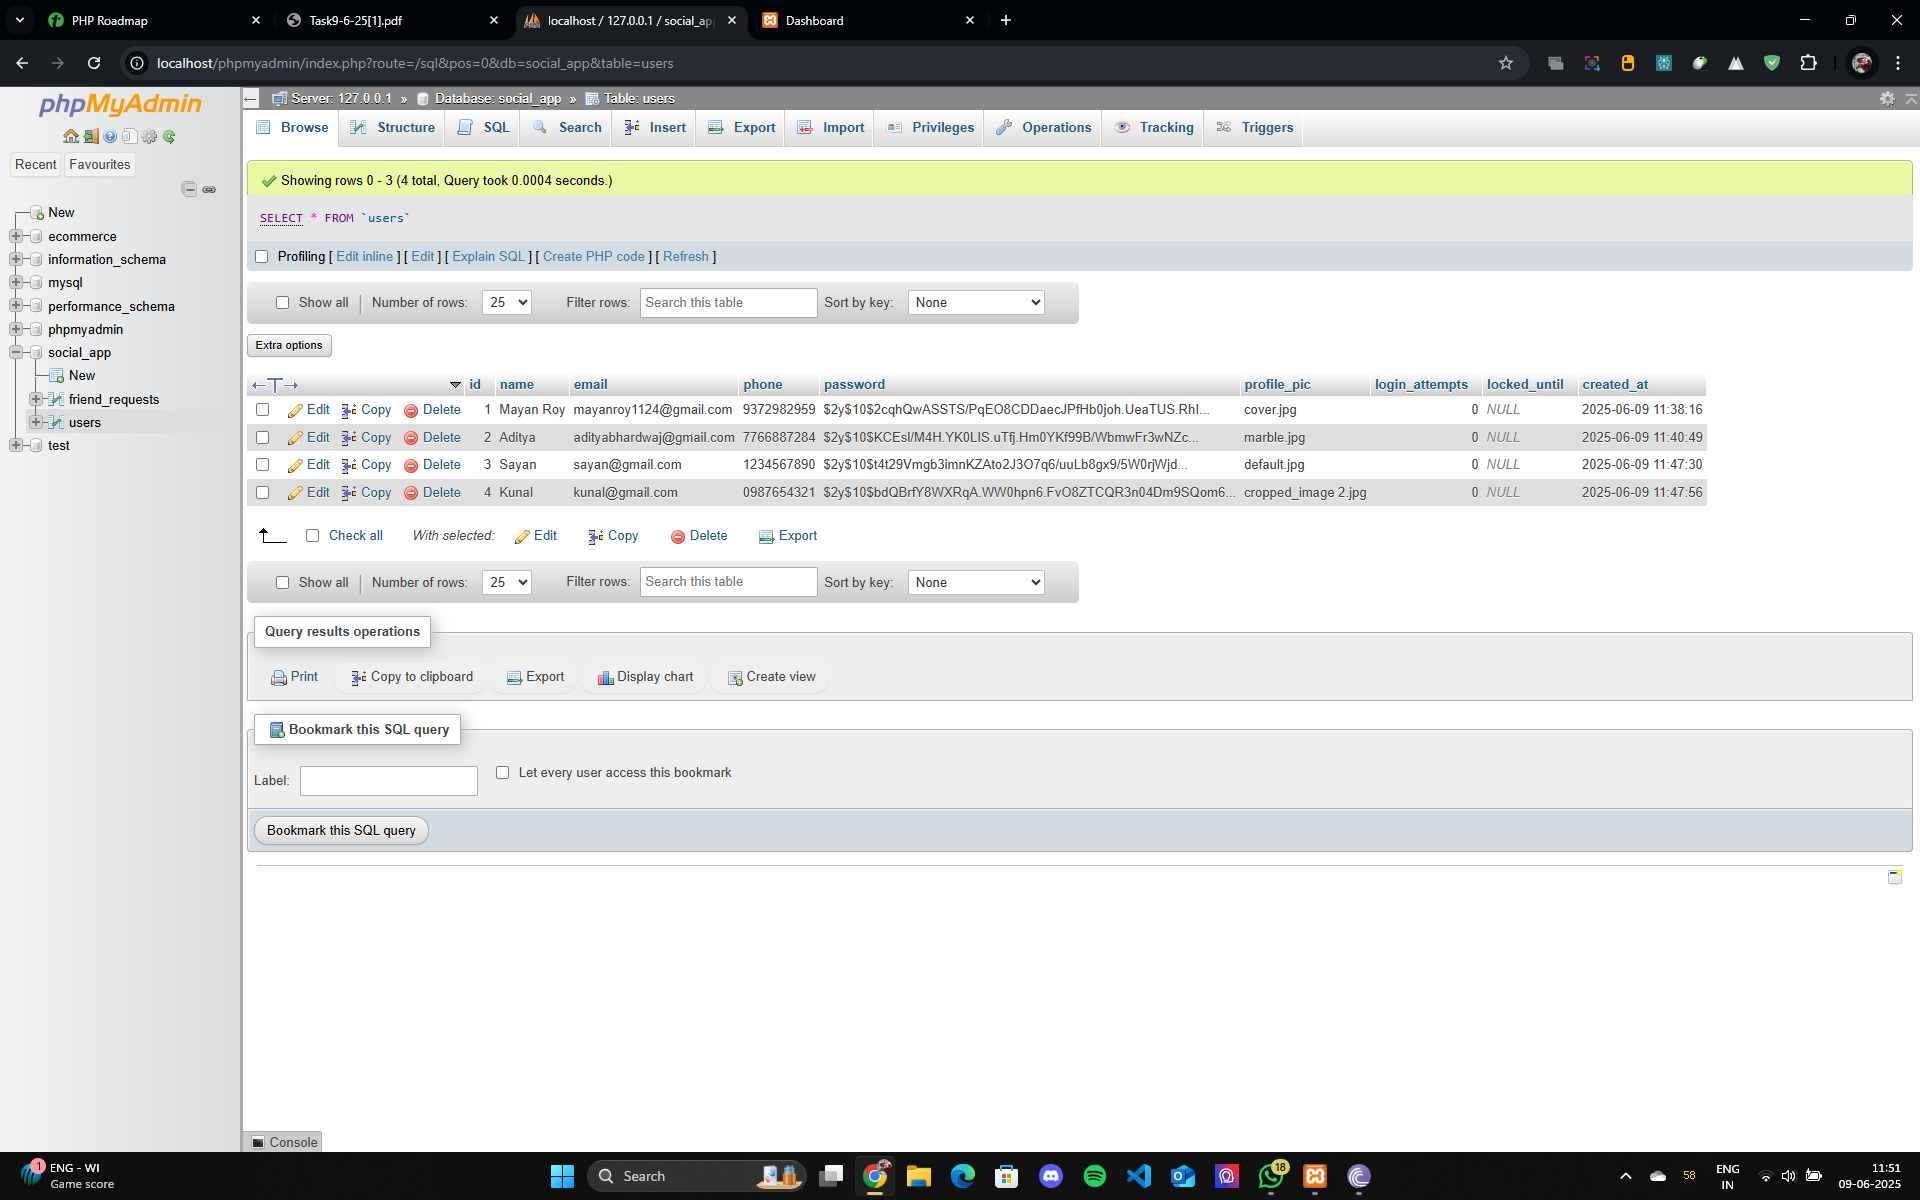 PHP Roadmap
Task9-6-25[1].pdf
localhost / 127.0.0.1 / social_ap
Dashboard
localhost/phpmyadmin/index.php?route=/sql&pos=0&db=social_app&table=users
phpMyAdmin
Recent Favourites
New
ecommerce
information_schema
mysql
performance_schema
phpmyadmin
social_app
New
friend_requests
users
test
Server: 127.0.0.1 » Database: social_app » Table: users
Browse Structure SQL Search Insert Export Import Privileges Operations Tracking Triggers
Showing rows 0 - 3 (4 total, Query took 0.0004 seconds.)
SELECT * FROM `users`
Profiling [ Edit inline ] [ Edit ] [ Explain SQL ] [ Create PHP code ] [ Refresh ]
Show all Number of rows: 25 Filter rows: Search this table Sort by key: None
Extra options
id name email phone password profile_pic login_attempts locked_until created_at
Edit Copy Delete 1 Mayan Roy mayanroy1124@gmail.com 9372982959 $2y$10$2cqhQwASSTS/PqEO8CDDaecJPfHb0joh.UeaTUS.RhI... cover.jpg 0 NULL 2025-06-09 11:38:16
Edit Copy Delete 2 Aditya adityabhardwaj@gmail.com 7766887284 $2y$10$KCEsl/M4H.YK0LIS.uTfj.Hm0YKf99B/WbmwFr3wNZc... marble.jpg 0 NULL 2025-06-09 11:40:49
Edit Copy Delete 3 Sayan sayan@gmail.com 1234567890 $2y$10$t4t29Vmgb3imnKZAto2J3O7q6/uuLb8gx9/5W0rjWjd... default.jpg 0 NULL 2025-06-09 11:47:30
Edit Copy Delete 4 Kunal kunal@gmail.com 0987654321 $2y$10$bdQBrfY8WXRqA.WW0hpn6.FvO8ZTCQR3n04Dm9SQom6... cropped_image 2.jpg 0 NULL 2025-06-09 11:47:56
Check all With selected: Edit Copy Delete Export
Show all Number of rows: 25 Filter rows: Search this table Sort by key: None
Query results operations
Print Copy to clipboard Export Display chart Create view
Bookmark this SQL query
Label: Let every user access this bookmark
Bookmark this SQL query
Console
1 ENG - WI
Game score
Search
18
58
ENG
IN
11:51
09-06-2025